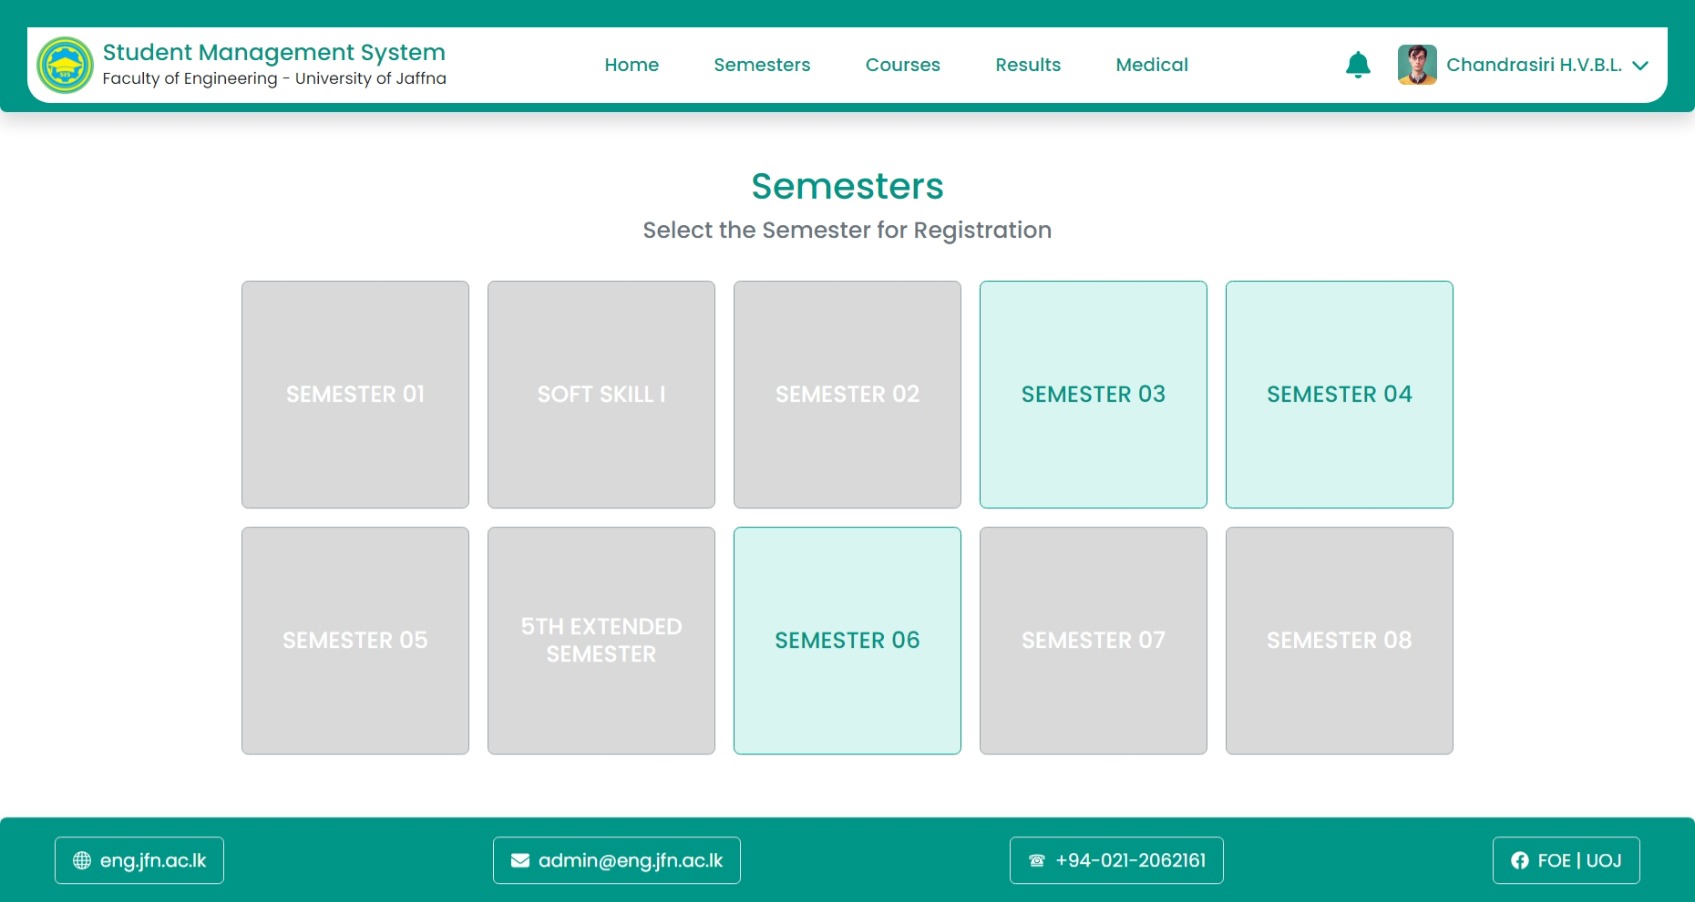 Student Management System
Faculty of Engineering - University of Jaffna
Home
Semesters
Courses
Results
Medical
Chandrasiri H.V.B.L.
Semesters
Select the Semester for Registration
SEMESTER 01
SOFT SKILL I
SEMESTER 02
SEMESTER 03
SEMESTER 04
SEMESTER 05
5TH EXTENDED
SEMESTER
SEMESTER 06
SEMESTER 07
SEMESTER 08
eng.jfn.ac.lk
admin@eng.jfn.ac.lk
+94-021-2062161
FOE | UOJ